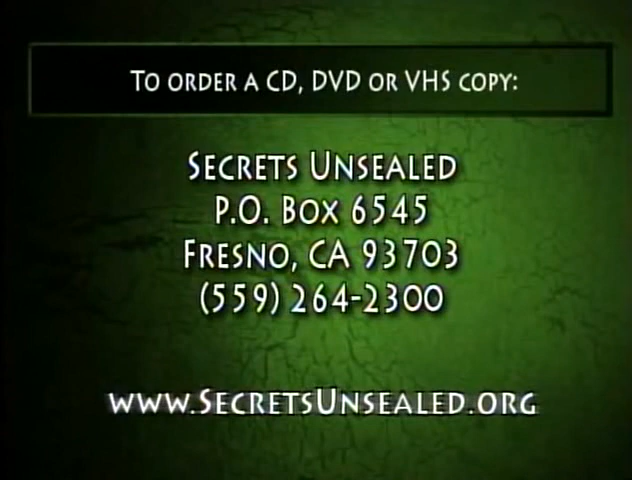 To order a CD, DVD or VHS copy:
Secrets Unsealed
P.O. Box 6545
Fresno, CA 93703
(559) 264-2300
www.SecretsUnsealed.org